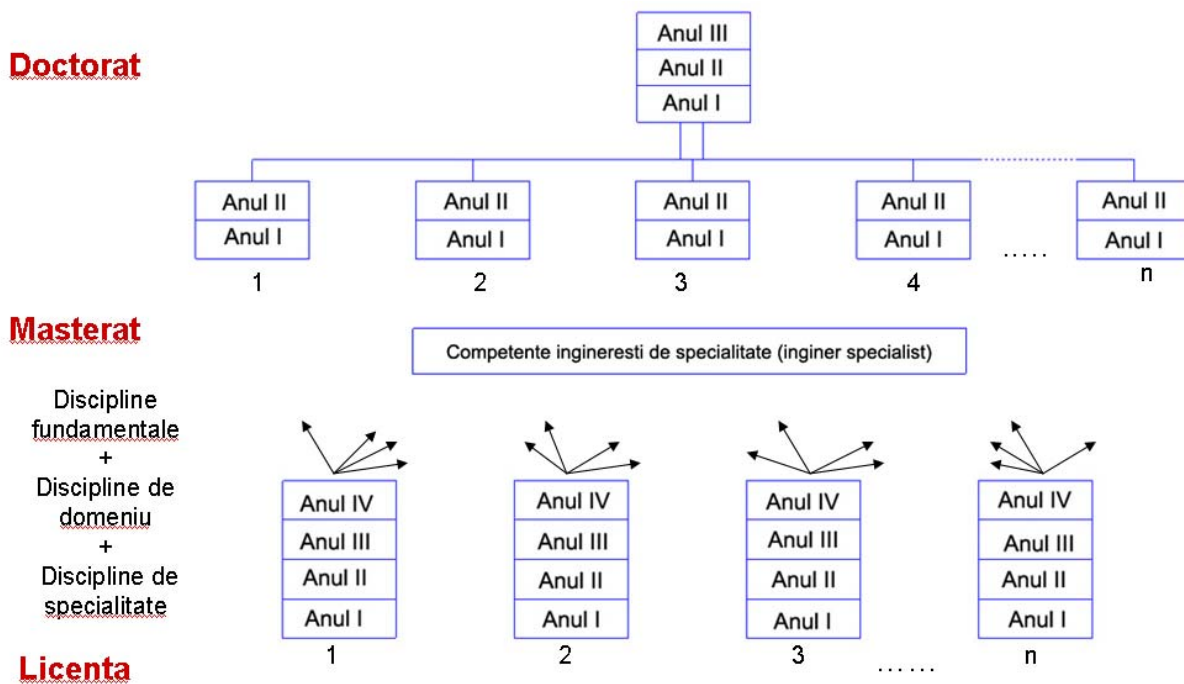 Doctorat
Anul III
Anul II
Anul I
Anul II
Anul I
1
Anul II
Anul I
2
Anul II
Anul I
3
Anul II
Anul I
4
.....
Anul II
Anul I
n
Masterat
Competente ingineresti de specialitate (inginer specialist)
Discipline
fundamentale
+
Discipline de
domeniu
+
Discipline de
specialitate
Anul IV
Anul III
Anul II
Anul I
1
Anul IV
Anul III
Anul II
Anul I
2
Anul IV
Anul III
Anul II
Anul I
3
......
Anul IV
Anul III
Anul II
Anul I
n
Licenta